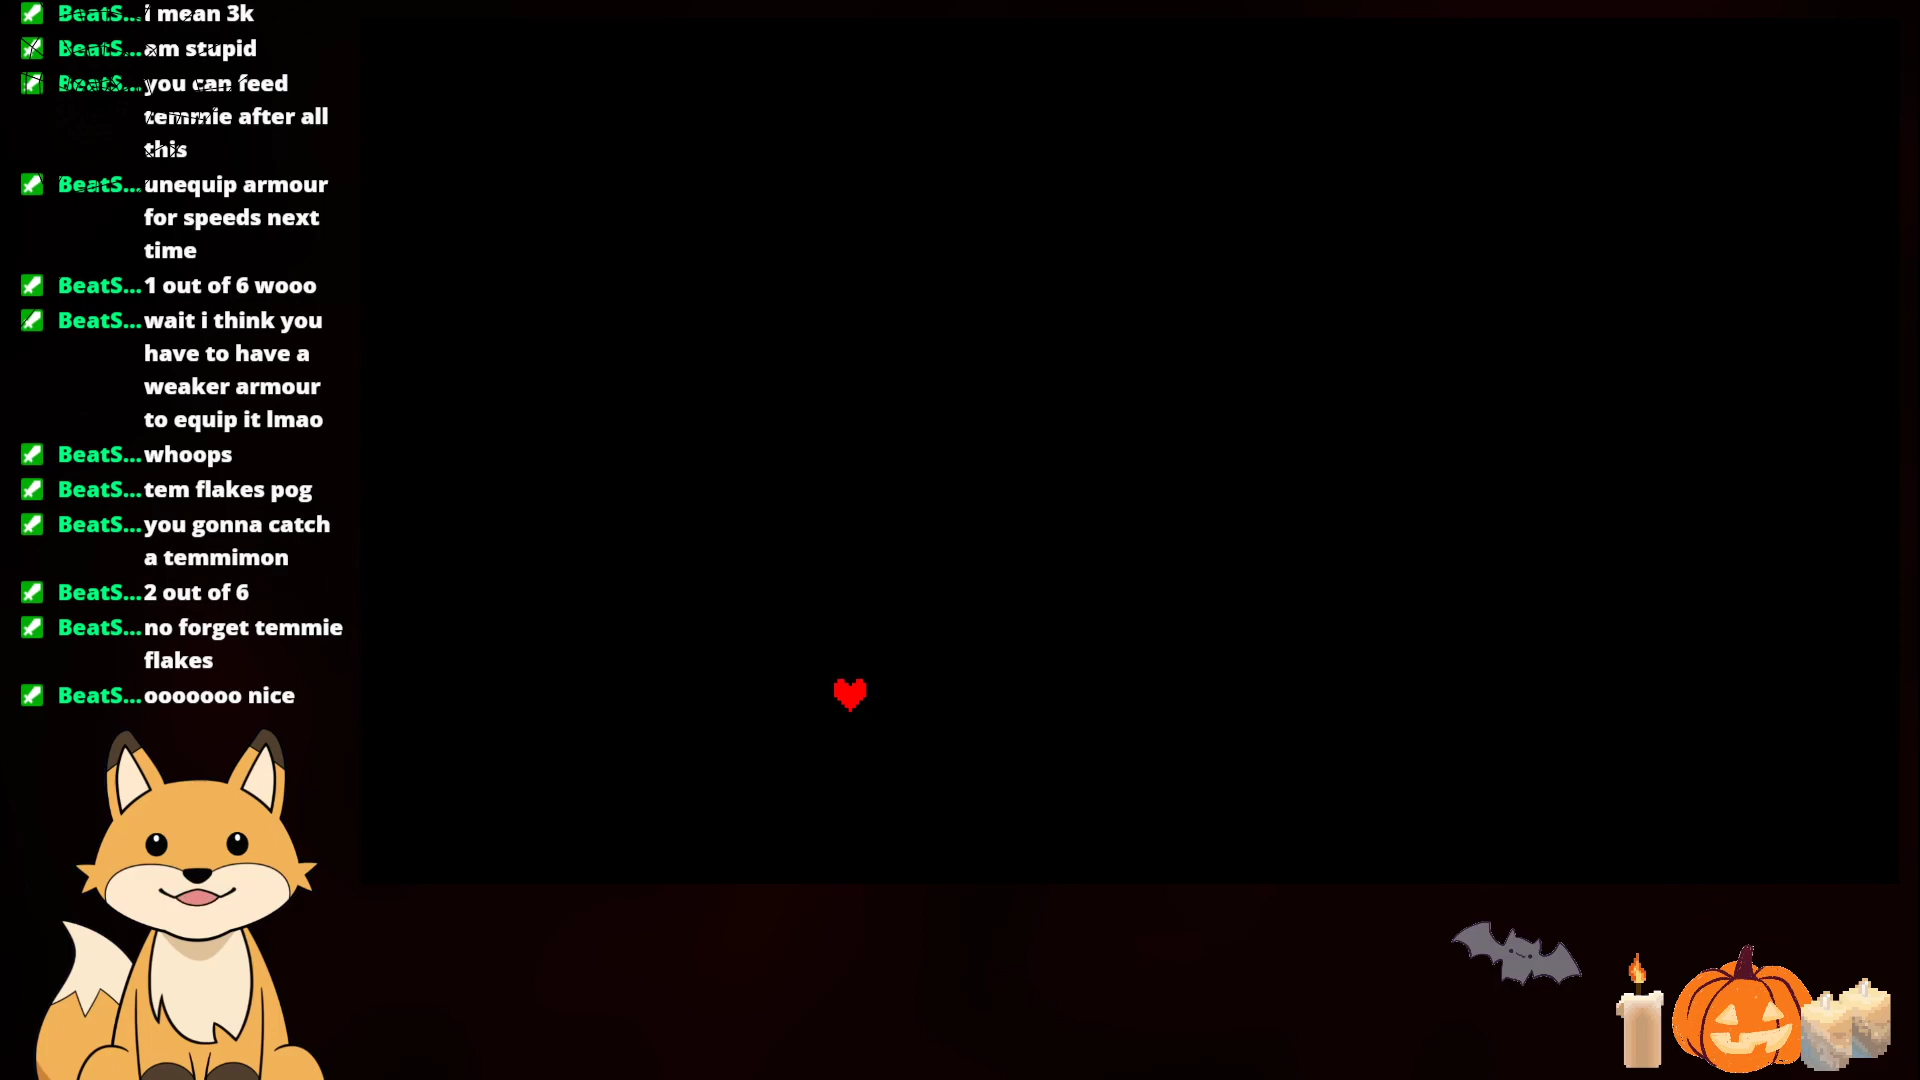 BeatS... i mean 3k
BeatS... am stupid
BeatS... you can feed
temmie after all
this
BeatS... unequip armour
for speeds next
time
BeatS... 1 out of 6 wooo
BeatS... wait i think you
have to have a
weaker armour
to equip it lmao
BeatS... whoops
BeatS... tem flakes pog
BeatS... you gonna catch
a temmimon
BeatS... 2 out of 6
BeatS... no forget temmie
flakes
BeatS... ooooooo nice